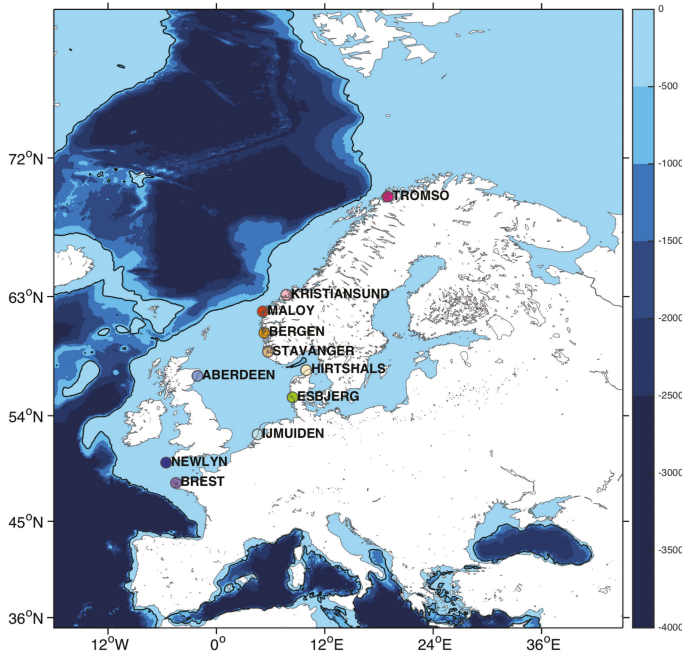 0
-500
72°N
-1000
TROMSO
-1500
63°N
KRISTIANSUND
MALOY
-2000
BERGEN
STAVANGER
HIRTSHALS
ABERDEEN
-2500
ESBJERG
54°N
IJMUIDEN
-3000
NEWLYN
BREST
45°N
-3500
36°N
-4000
12°W 0° 12°E 24°E 36°E